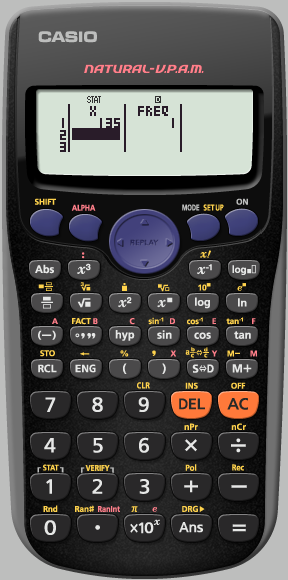 CASIO
NATURAL-V.P.A.M.
STAT D
X FREQ
1 1.35 1
2
3
SHIFT ALPHA MODE SETUP ON
REPLAY
: x!
Abs x³ x⁻¹ log▪▯
³√ ▪ 10▪ e▪
√▪ x² x▪ log ln
A FACT B C sin⁻¹ D cos⁻¹ E tan⁻¹ F
(−) °,,, hyp sin cos tan
STO ← % , X Y M− M
RCL ENG ( ) S⇔D M+
CLR INS OFF
7 8 9 DEL AC
nPr nCr
4 5 6 × ÷
STAT VERIFY Pol Rec
1 2 3 + −
Rnd Ran# RanInt π e DRG▶
0 · ×10ˣ Ans =